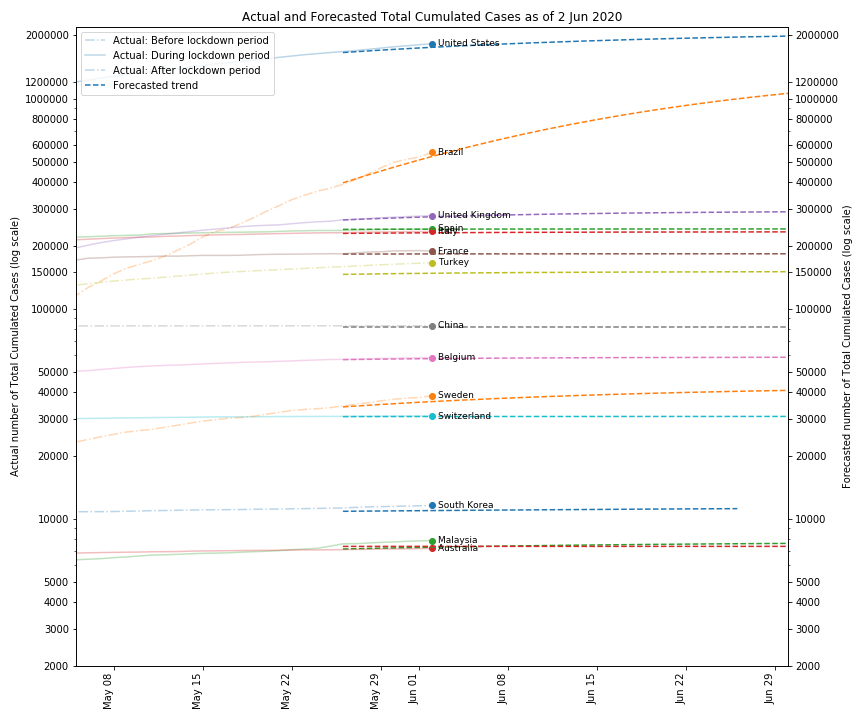 Actual and Forecasted Total Cumulated Cases as of 2 Jun 2020
Actual: Before lockdown period
Actual: During lockdown period
Actual: After lockdown period
Forecasted trend
Actual number of Total Cumulated Cases (log scale)
2000000
1200000
1000000
800000
600000
500000
400000
300000
200000
150000
100000
50000
40000
30000
20000
10000
5000
4000
3000
2000
United States
Brazil
United Kingdom
Spain
Italy
France
Turkey
China
Belgium
Sweden
Switzerland
South Korea
Malaysia
Australia
2000000
1200000
1000000
800000
600000
500000
400000
300000
200000
150000
100000
50000
40000
30000
20000
10000
5000
4000
3000
2000
Forecasted number of Total Cumulated Cases (log scale)
May 08
May 15
May 22
May 29
Jun 01
Jun 08
Jun 15
Jun 22
Jun 29